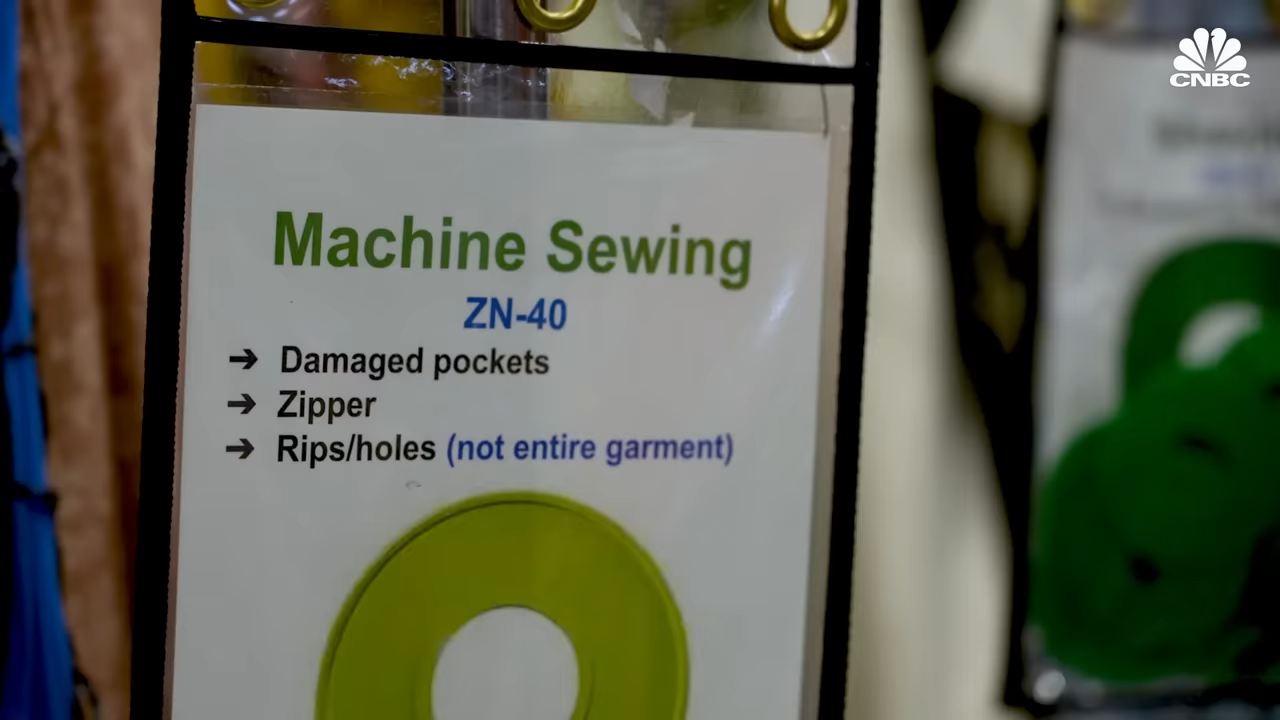 CNBC
Machine Sewing
ZN-40
➔ Damaged pockets
➔ Zipper
➔ Rips/holes (not entire garment)